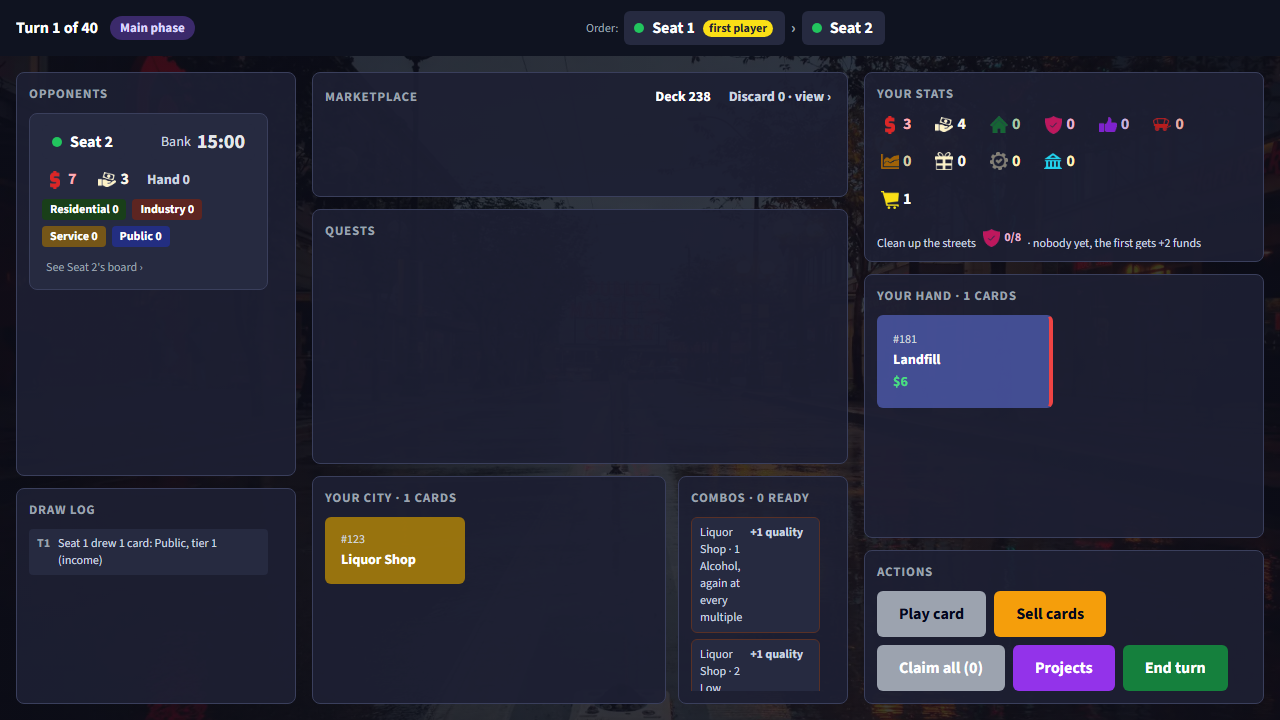 Turn 1 of 40
Main phase
Order:
Seat 1
first player
›
Seat 2
OPPONENTS
Seat 2
Bank 15:00
7
3
Hand 0
Residential 0
Industry 0
Service 0
Public 0
See Seat 2's board ›
DRAW LOG
T1 Seat 1 drew 1 card: Public, tier 1
(income)
MARKETPLACE
Deck 238
Discard 0 · view ›
QUESTS
YOUR CITY · 1 CARDS
#123
Liquor Shop
COMBOS · 0 READY
Liquor +1 quality
Shop · 1
Alcohol,
again at
every
multiple
Liquor +1 quality
Shop · 2
Low
YOUR STATS
3
4
0
0
0
0
0
0
0
0
1
Clean up the streets 0/8 · nobody yet, the first gets +2 funds
YOUR HAND · 1 CARDS
#181
Landfill
$6
ACTIONS
Play card
Sell cards
Claim all (0)
Projects
End turn